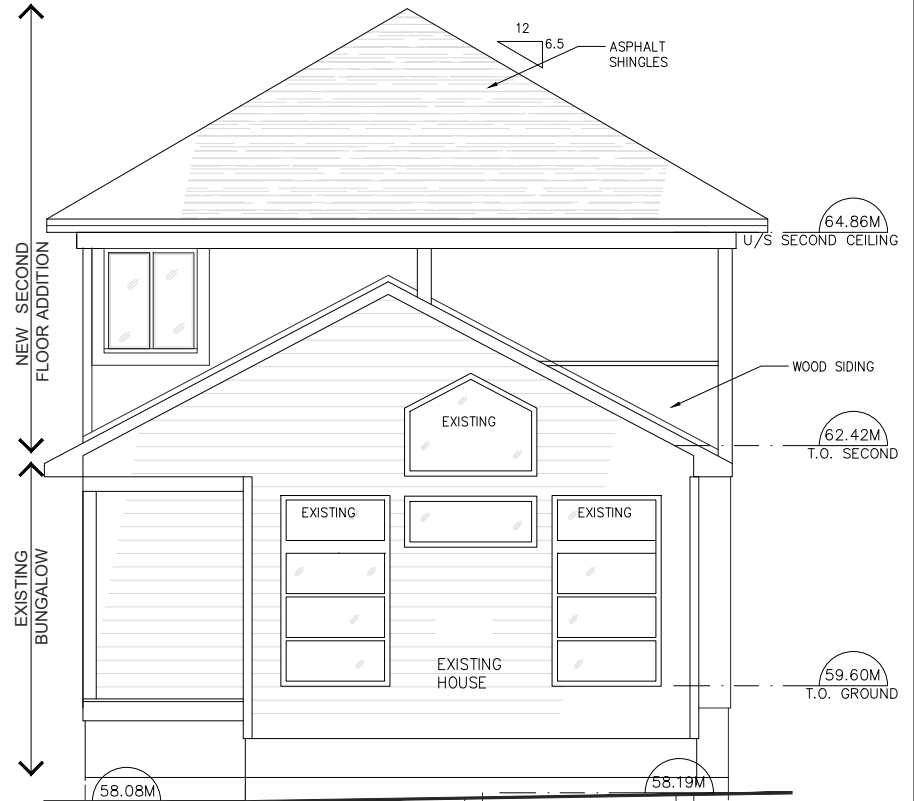 12
6.5
ASPHALT
SHINGLES
64.86M
U/S SECOND CEILING
NEW SECOND
FLOOR ADDITION
WOOD SIDING
EXISTING
62.42M
T.O. SECOND
EXISTING
EXISTING
EXISTING
BUNGALOW
EXISTING
HOUSE
59.60M
T.O. GROUND
58.08M
58.19M